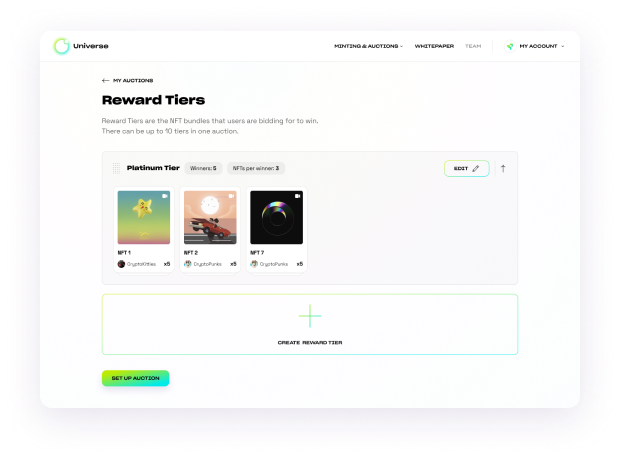 Universe
MINTING & AUCTIONS
WHITEPAPER
TEAM
MY ACCOUNT
MY AUCTIONS
Reward Tiers
Reward Tiers are the NFT bundles that users are bidding for to win.
There can be up to 10 tiers in one auction.
Platinum Tier
Winners: 5
NFTs per winner: 3
EDIT
NFT 1
CryptoKitties x5
NFT 2
CryptoPunks x5
NFT 7
CryptoPunks x5
CREATE REWARD TIER
SET UP AUCTION